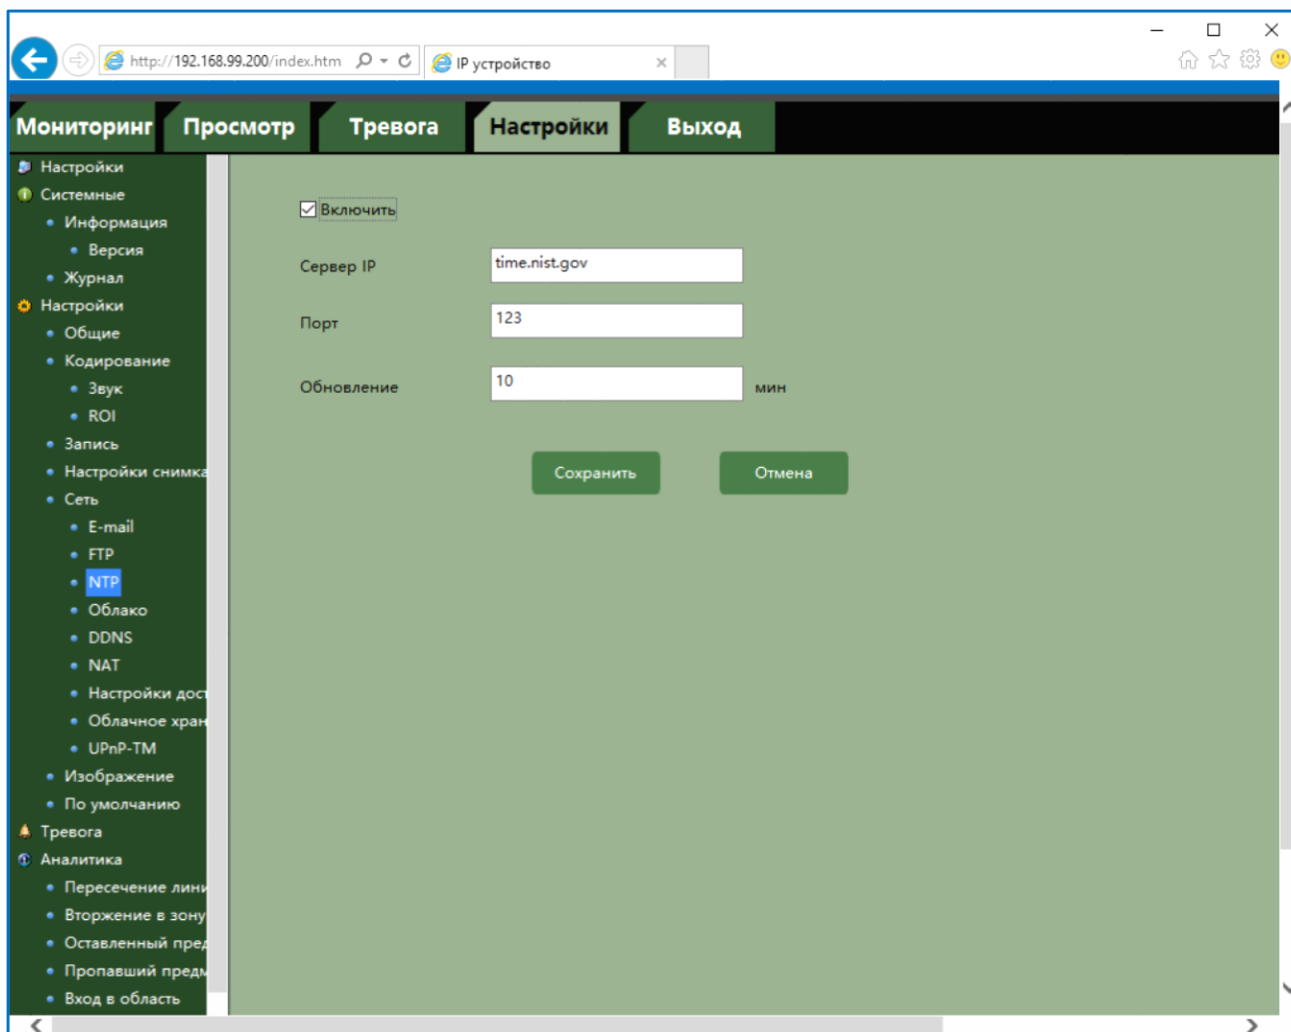 http://192.168.99.200/index.htm
IP устройство
Мониторинг
Просмотр
Тревога
Настройки
Выход
Настройки
Системные
Информация
Версия
Журнал
Настройки
Общие
Кодирование
Звук
ROI
Запись
Настройки снимка
Сеть
E-mail
FTP
NTP
Облако
DDNS
NAT
Настройки дост
Облачное хран
UPnP-TM
Изображение
По умолчанию
Тревога
Аналитика
Пересечение лини
Вторжение в зону
Оставленный пред
Пропавший предм
Вход в область
Включить
Сервер IP
time.nist.gov
Порт
123
Обновление
10
мин
Сохранить
Отмена